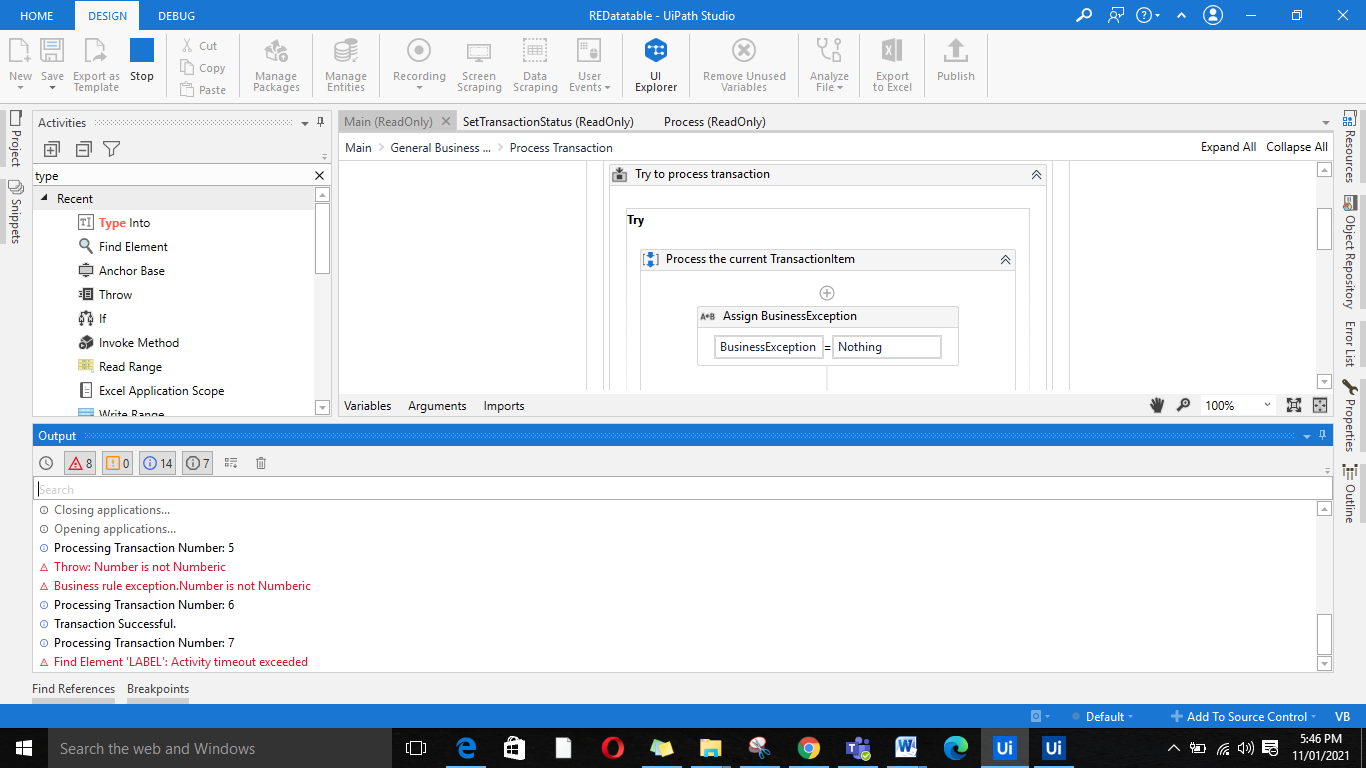 HOME DESIGN DEBUG REDatatable - UiPath Studio
New Save Export as Template Stop
Cut
Copy
Paste
Manage Packages
Manage Entities
Recording
Screen Scraping
Data Scraping
User Events
UI Explorer
Remove Unused Variables
Analyze File
Export to Excel
Publish
Project
Snippets
Activities
type
Recent
Type Into
Find Element
Anchor Base
Throw
If
Invoke Method
Read Range
Excel Application Scope
Write Range
Main (ReadOnly) SetTransactionStatus (ReadOnly) Process (ReadOnly)
Main > General Business ... > Process Transaction Expand All Collapse All
Try to process transaction
Try
Process the current TransactionItem
A*B Assign BusinessException
BusinessException = Nothing
Variables Arguments Imports 100%
Resources
Object Repository
Error List
Properties
Outline
Output
8 0 14 7
Search
Closing applications...
Opening applications...
Processing Transaction Number: 5
Throw: Number is not Numberic
Business rule exception.Number is not Numberic
Processing Transaction Number: 6
Transaction Successful.
Processing Transaction Number: 7
Find Element 'LABEL': Activity timeout exceeded
Find References Breakpoints
Default Add To Source Control VB
Search the web and Windows
Ui Ui
5:46 PM
11/01/2021